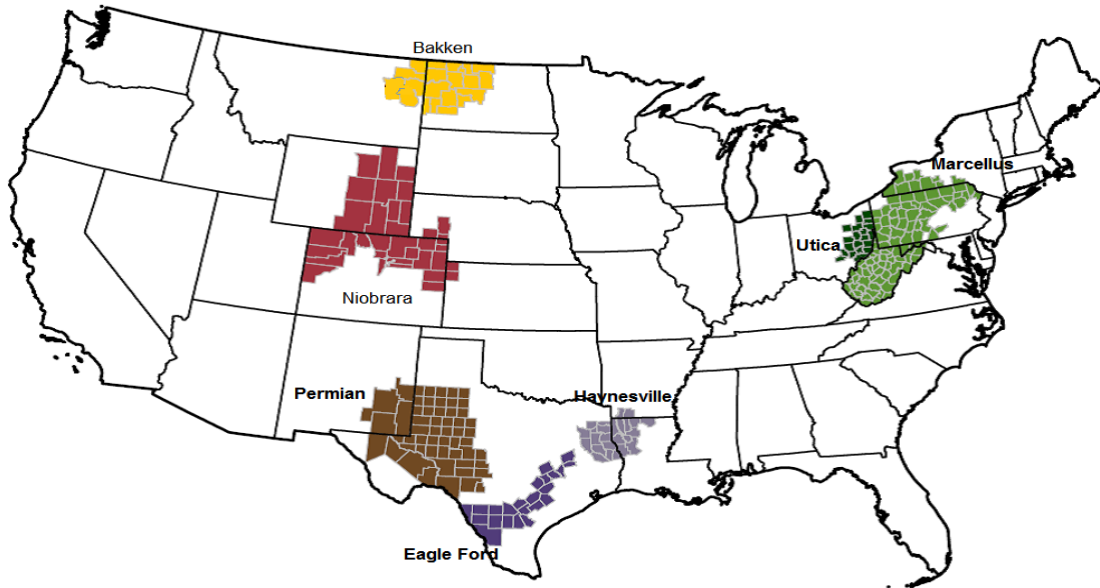 Bakken
Marcellus
Utica
Niobrara
Permian
Haynesville
Eagle Ford